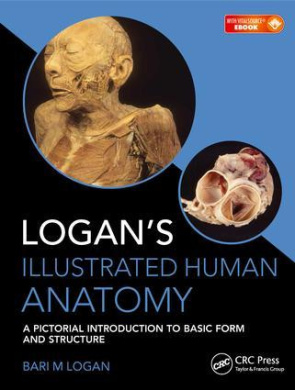 WITH VITALSOURCE®
EBOOK
LOGAN'S
ILLUSTRATED HUMAN
ANATOMY
A PICTORIAL INTRODUCTION TO BASIC FORM
AND STRUCTURE
BARI M LOGAN
CRC
CRC Press
Taylor & Francis Group